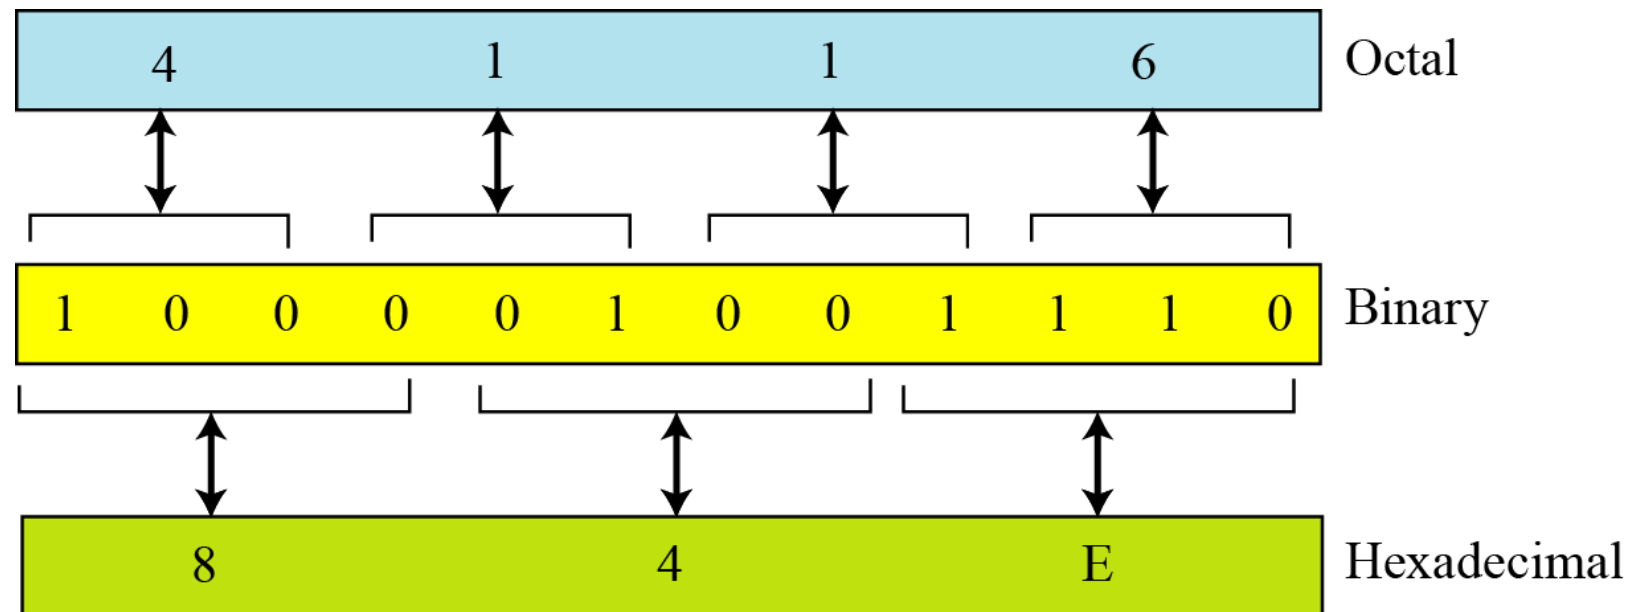 4 1 1 6 Octal
1 0 0 0 0 1 0 0 1 1 1 0 Binary
8 4 E Hexadecimal